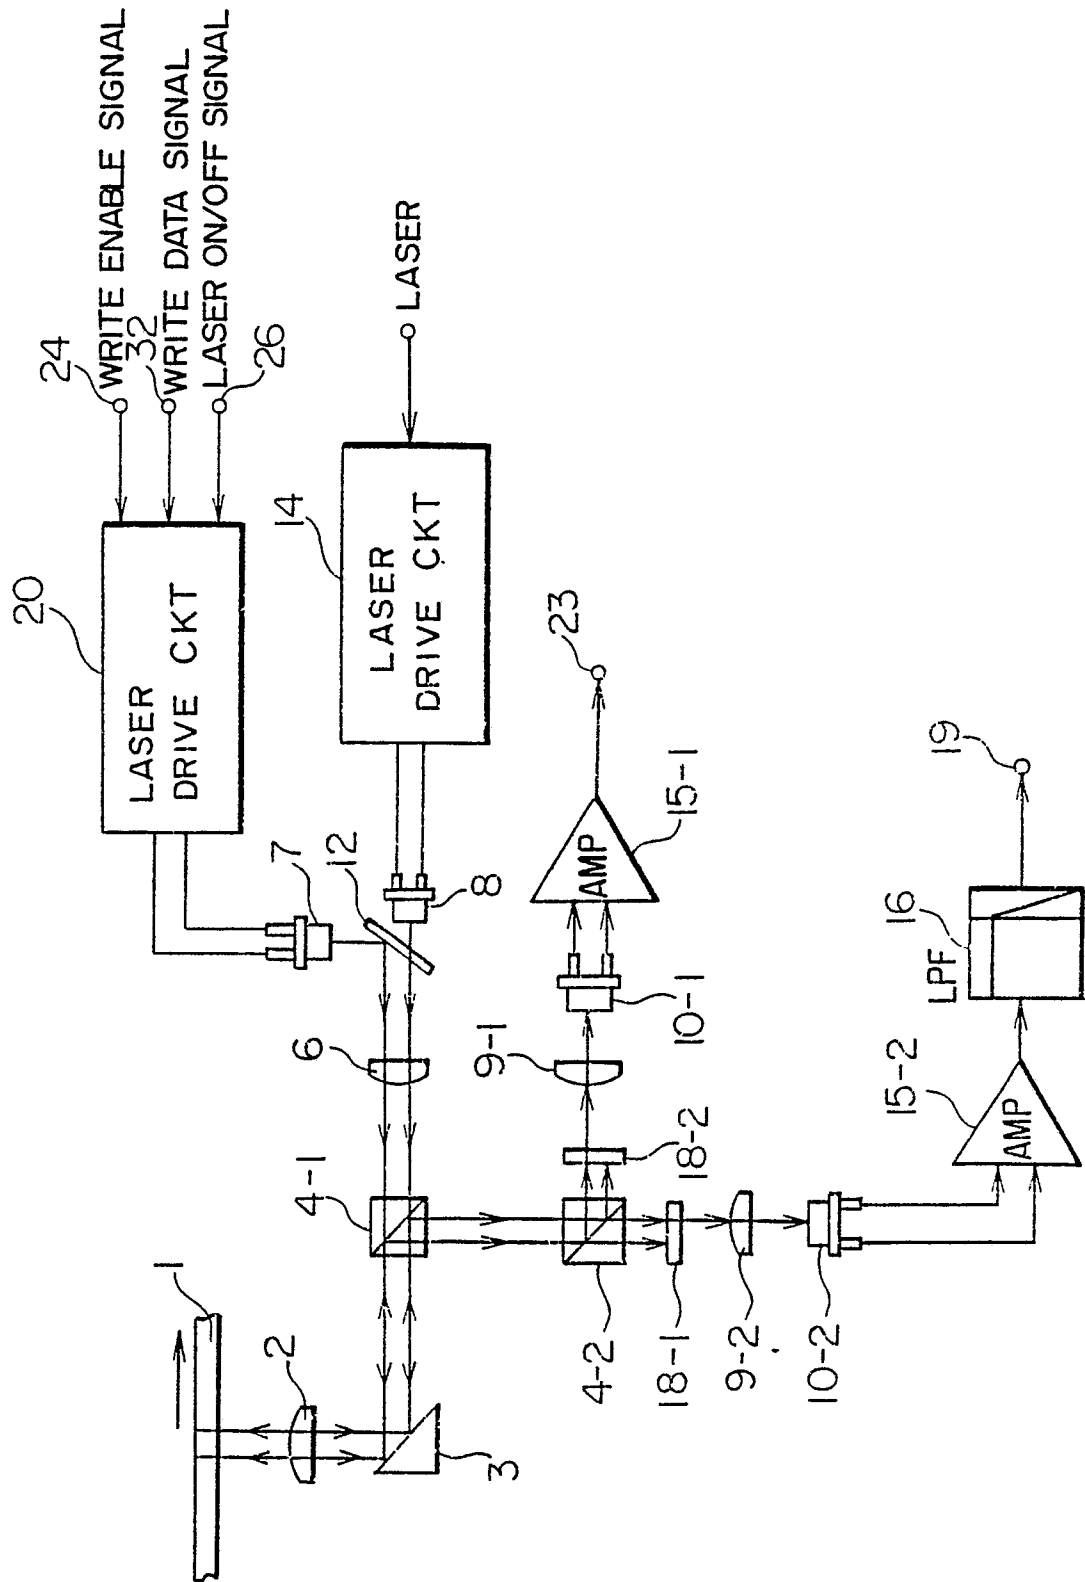 24
WRITE ENABLE SIGNAL
32
WRITE DATA SIGNAL
LASER ON/OFF SIGNAL
26
20
LASER
DRIVE CKT
14
LASER
DRIVE CKT
LASER
7
12
8
6
4-1
1
2
3
23
AMP
15-1
10-1
9-1
18-2
4-2
18-1
9-2
10-2
19
16
LPF
15-2
AMP